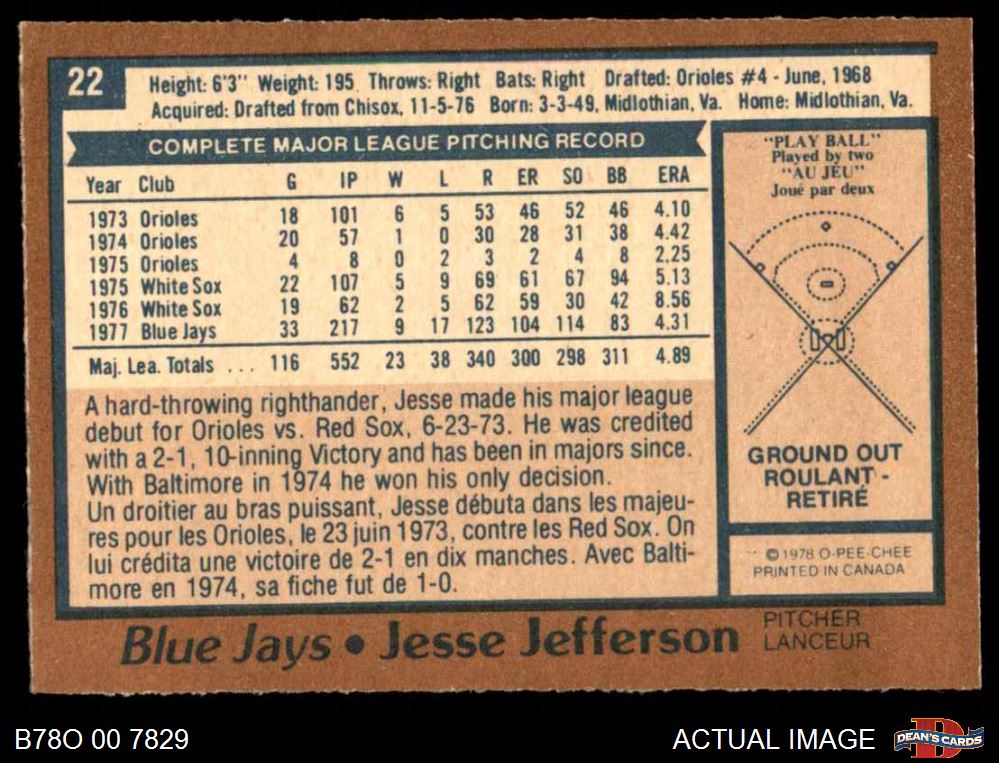 22
Height: 6'3" Weight: 195 Throws: Right Bats: Right Drafted: Orioles #4 - June, 1968
Acquired: Drafted from Chisox, 11-5-76 Born: 3-3-49, Midlothian, Va. Home: Midlothian, Va.
COMPLETE MAJOR LEAGUE PITCHING RECORD
Year Club G IP W L R ER SO BB ERA
1973 Orioles 18 101 6 5 53 46 52 46 4.10
1974 Orioles 20 57 1 0 30 28 31 38 4.42
1975 Orioles 4 8 0 2 3 2 4 8 2.25
1975 White Sox 22 107 5 9 69 61 67 94 5.13
1976 White Sox 19 62 2 5 62 59 30 42 8.56
1977 Blue Jays 33 217 9 17 123 104 114 83 4.31
Maj. Lea. Totals ... 116 552 23 38 340 300 298 311 4.89
A hard-throwing righthander, Jesse made his major league
debut for Orioles vs. Red Sox, 6-23-73. He was credited
with a 2-1, 10-inning Victory and has been in majors since.
With Baltimore in 1974 he won his only decision.
Un droitier au bras puissant, Jesse débuta dans les majeu-
res pour les Orioles, le 23 juin 1973, contre les Red Sox. On
lui crédita une victoire de 2-1 en dix manches. Avec Balti-
more en 1974, sa fiche fut de 1-0.
"PLAY BALL"
Played by two
"AU JEU"
Joué par deux
GROUND OUT
ROULANT -
RETIRÉ
© 1978 O-PEE-CHEE
PRINTED IN CANADA
Blue Jays • Jesse Jefferson
PITCHER
LANCEUR
B78O 00 7829
ACTUAL IMAGE
DEAN'S CARDS